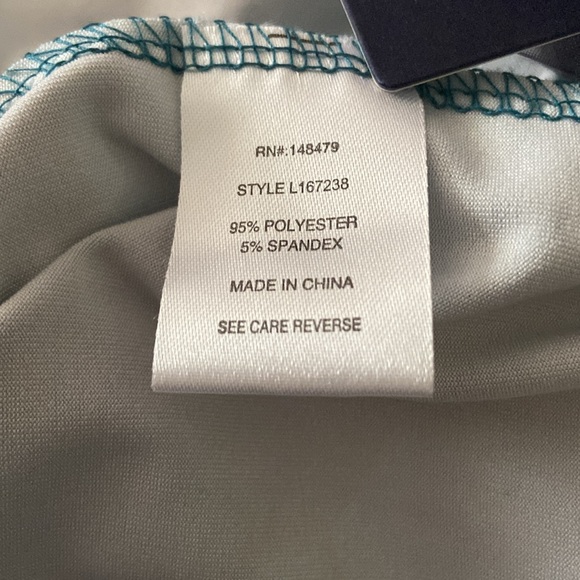 RN#:148479
STYLE L167238
95% POLYESTER
5% SPANDEX
MADE IN CHINA
SEE CARE REVERSE